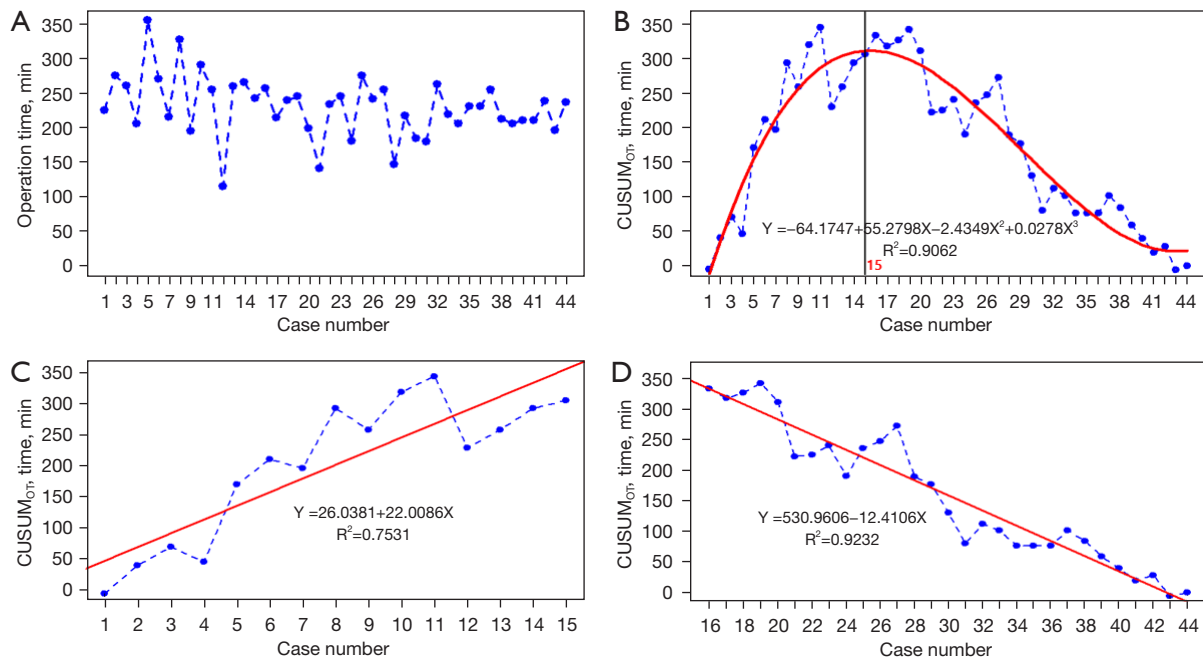 A
Operation time, min
350
300
250
200
150
100
50
0
1 3 5 7 9 11 14 17 20 23 26 29 32 35 38 41 44
Case number
B
CUSUM_OT, time, min
350
300
250
200
150
100
50
0
Y =−64.1747+55.2798X−2.4349X²+0.0278X³
R²=0.9062
15
1 3 5 7 9 11 14 17 20 23 26 29 32 35 38 41 44
Case number
C
CUSUM_OT, time, min
350
300
250
200
150
100
50
0
Y =26.0381+22.0086X
R²=0.7531
1 2 3 4 5 6 7 8 9 10 11 12 13 14 15
Case number
D
CUSUM_OT, time, min
350
300
250
200
150
100
50
0
Y =530.9606−12.4106X
R²=0.9232
16 18 20 22 24 26 28 30 32 34 36 38 40 42 44
Case number